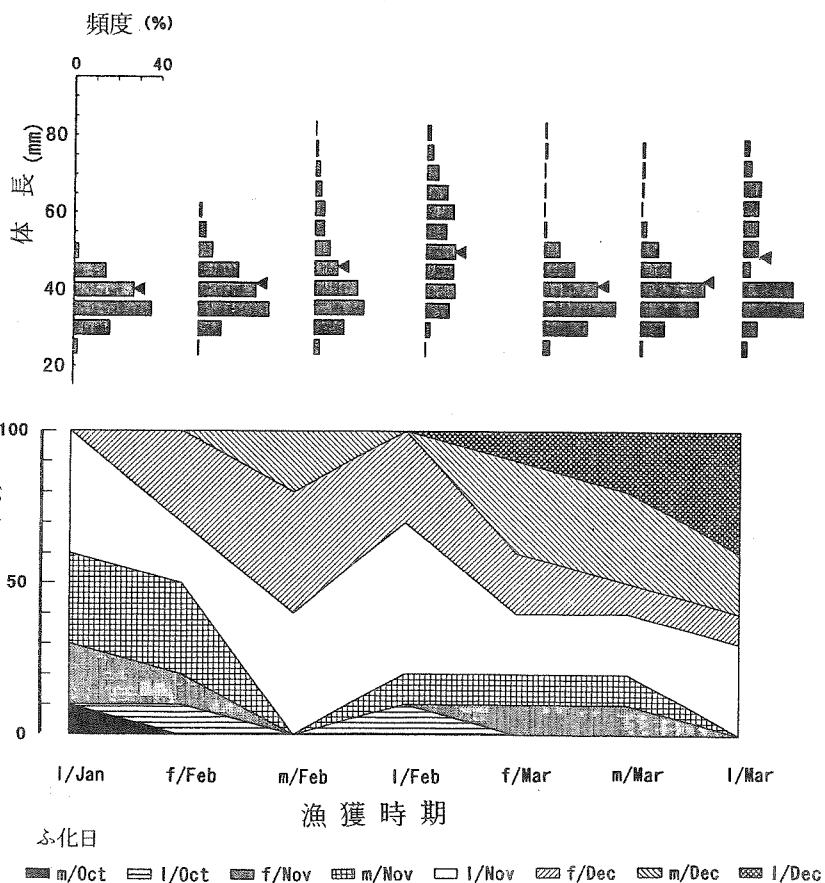 頻度 (%)
0 40
体長 (mm)
80
60
40
20
100
50
0
l/Jan f/Feb m/Feb l/Feb f/Mar m/Mar l/Mar
漁獲時期
ふ化日
m/Oct l/Oct f/Nov m/Nov l/Nov f/Dec m/Dec l/Dec